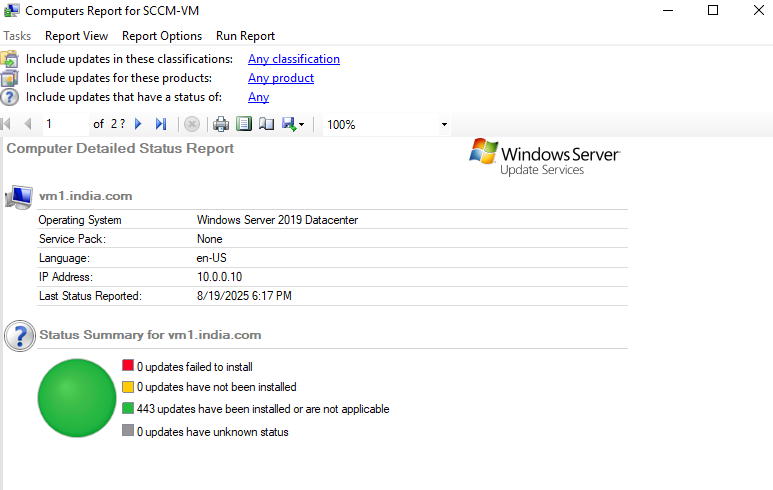 Computers Report for SCCM-VM
Tasks Report View Report Options Run Report
Include updates in these classifications: Any classification
Include updates for these products: Any product
Include updates that have a status of: Any
1 of 2 ? 100%
Computer Detailed Status Report
Windows Server
Update Services
vm1.india.com
Operating System Windows Server 2019 Datacenter
Service Pack: None
Language: en-US
IP Address: 10.0.0.10
Last Status Reported: 8/19/2025 6:17 PM
Status Summary for vm1.india.com
0 updates failed to install
0 updates have not been installed
443 updates have been installed or are not applicable
0 updates have unknown status